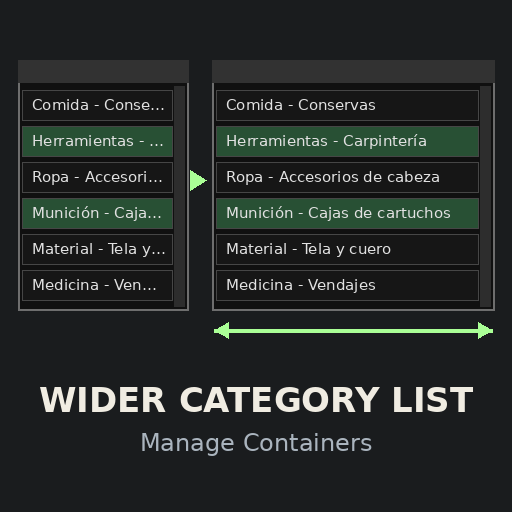 Comida - Conse...
Herramientas - ...
Ropa - Accesori...
Munición - Caja...
Material - Tela y...
Medicina - Ven...
Comida - Conservas
Herramientas - Carpintería
Ropa - Accesorios de cabeza
Munición - Cajas de cartuchos
Material - Tela y cuero
Medicina - Vendajes
WIDER CATEGORY LIST
Manage Containers